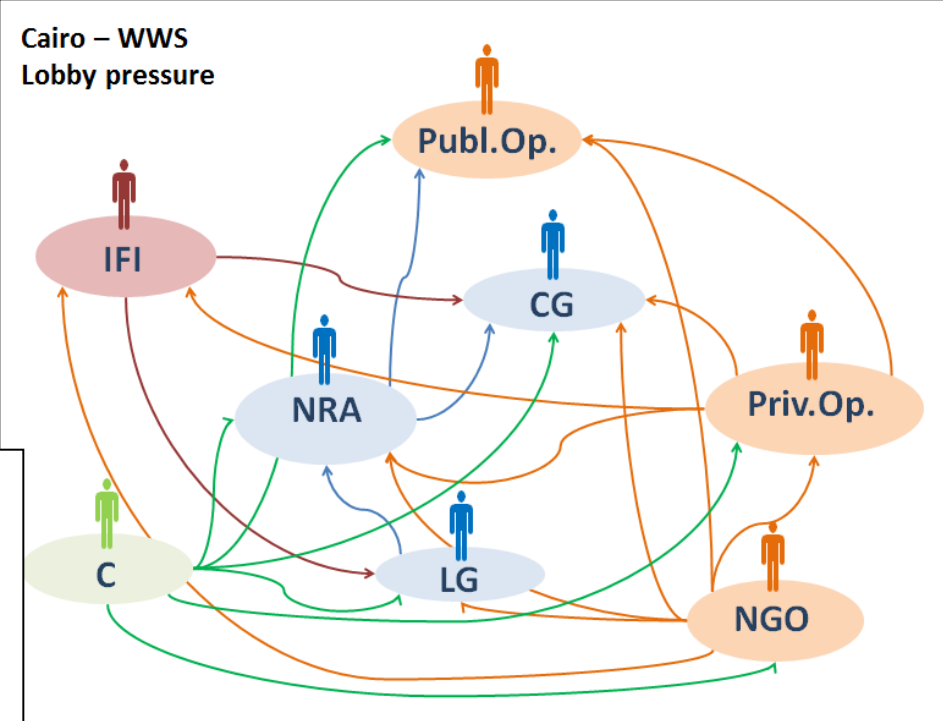 Cairo – WWS
Lobby pressure
Publ.Op.
IFI
CG
NRA
Priv.Op.
C
LG
NGO